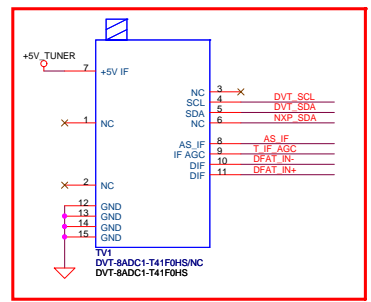 +5V_TUNER
7 +5V IF
NC 3
SCL 4 DVT_SCL
SDA 5 DVT_SDA
NC 6 NXP_SDA
1 NC
AS_IF 8 AS_IF
IF AGC 9 T_IF_AGC
DIF 10 DFAT_IN-
DIF 11 DFAT_IN+
2 NC
12 GND
13 GND
14 GND
15 GND
TV1
DVT-8ADC1-T41F0HS/NC
DVT-8ADC1-T41F0HS